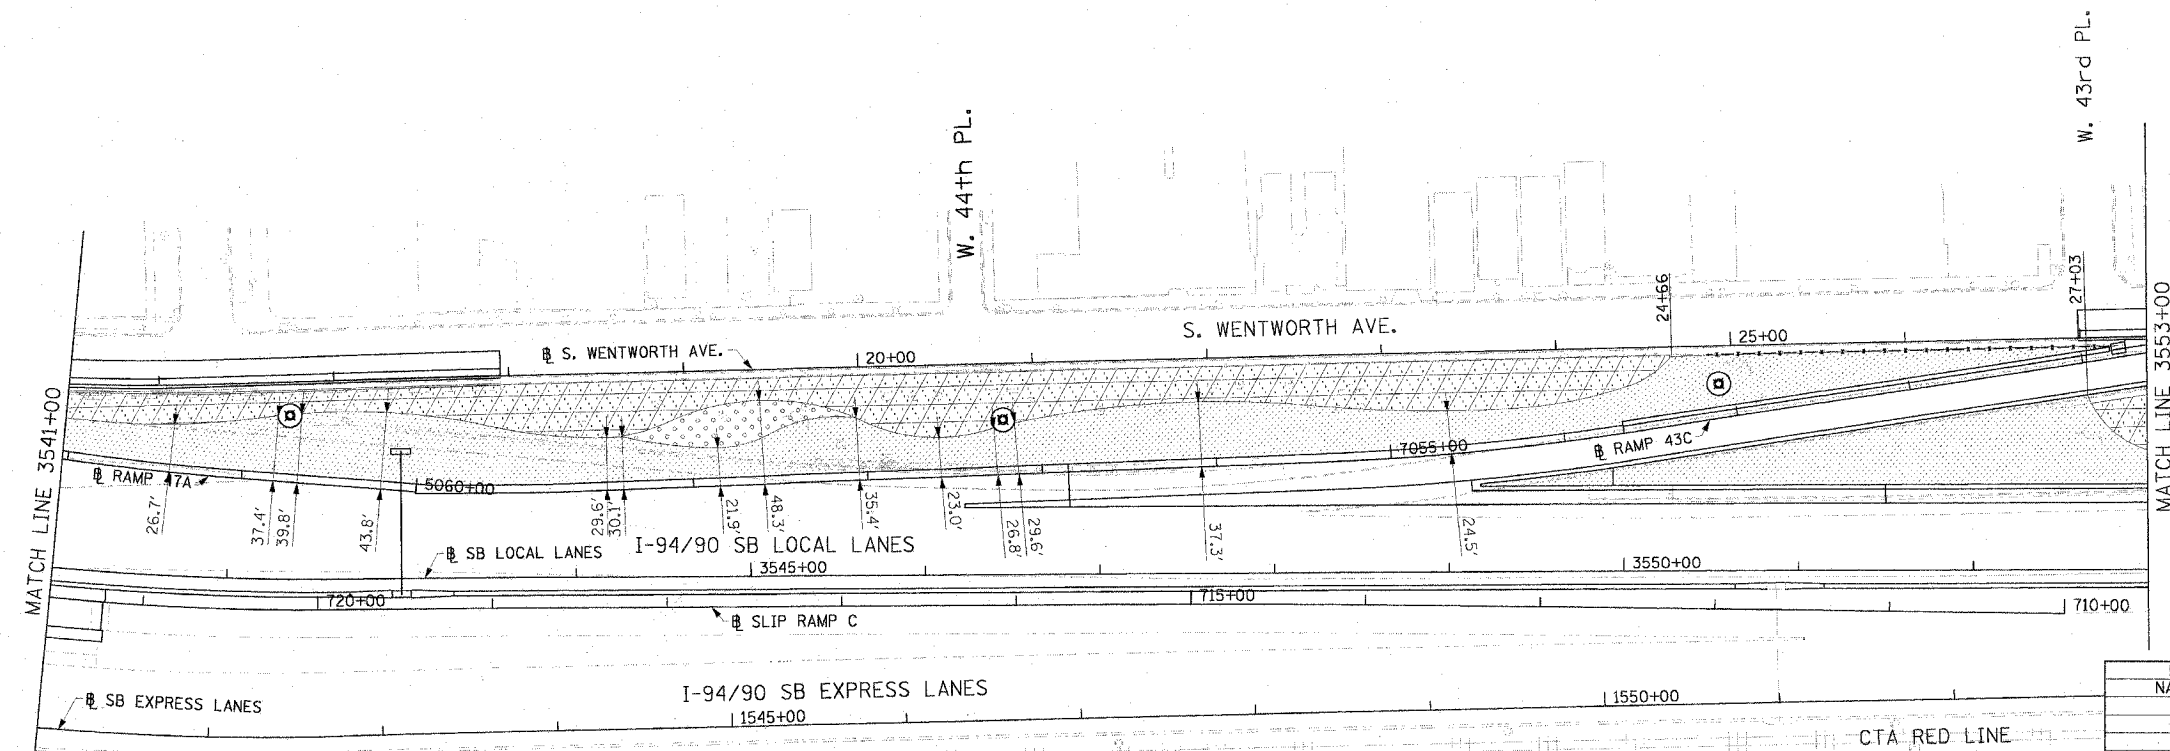 W. 43rd PL.
W. 44th PL.
27+03
24+66
S. WENTWORTH AVE.
25+00
℄ S. WENTWORTH AVE.
20+00
MATCH LINE 3541+00
MATCH LINE 3553+00
7055+00
℄ RAMP 43C
℄ RAMP 47A
5060+00
26.7'
37.4'
39.8'
43.8'
29.6'
30.1'
21.9'
48.3'
35.4'
23.0'
26.8'
29.6'
37.3'
24.5'
℄ SB LOCAL LANES
I-94/90 SB LOCAL LANES
3545+00
3550+00
720+00
715+00
710+00
℄ SLIP RAMP C
℄ SB EXPRESS LANES
I-94/90 SB EXPRESS LANES
1545+00
1550+00
CTA RED LINE
NA